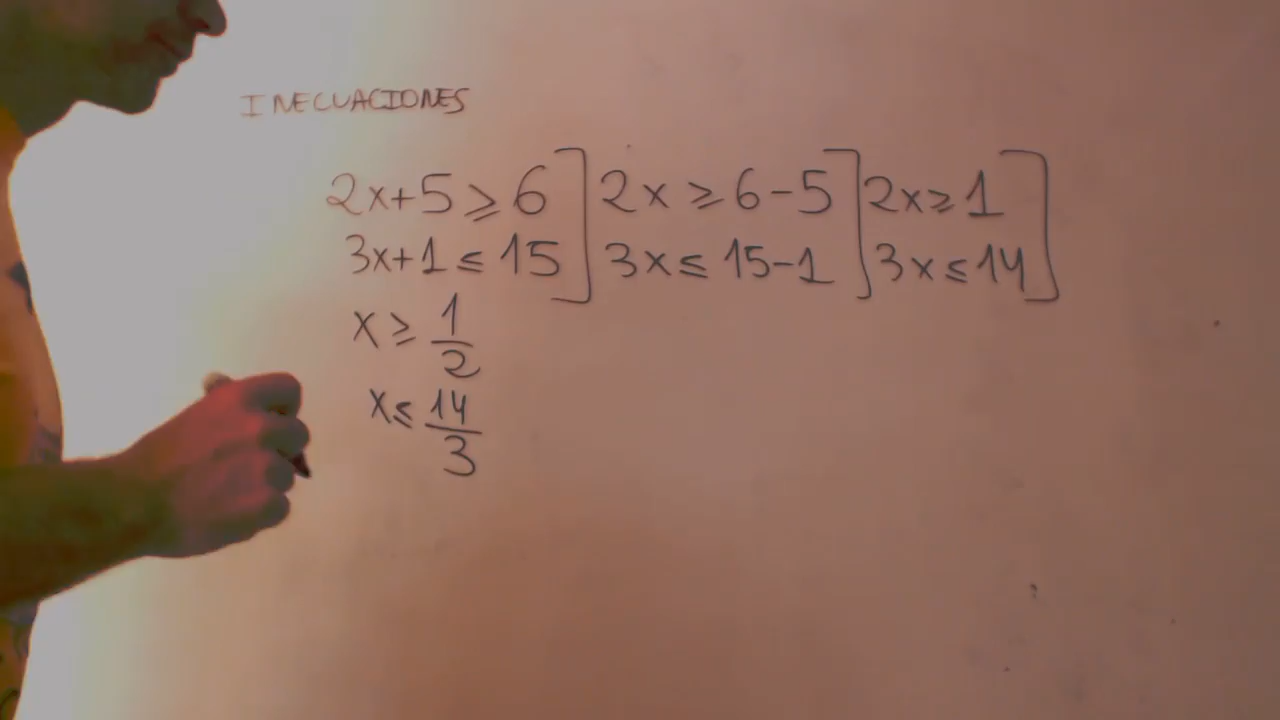 INECUACIONES
2x+5≥6] 2x≥6-5] 2x≥1]
3x+1≤15] 3x≤15-1] 3x≤14]
x≥1/2
x≤14/3